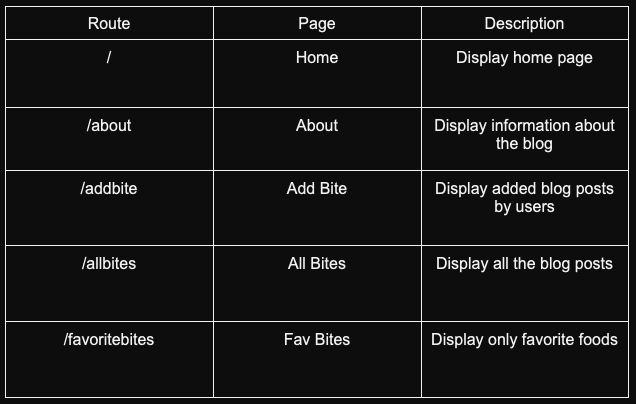 Route Page Description
/ Home Display home page
/about About Display information about
the blog
/addbite Add Bite Display added blog posts
by users
/allbites All Bites Display all the blog posts
/favoritebites Fav Bites Display only favorite foods